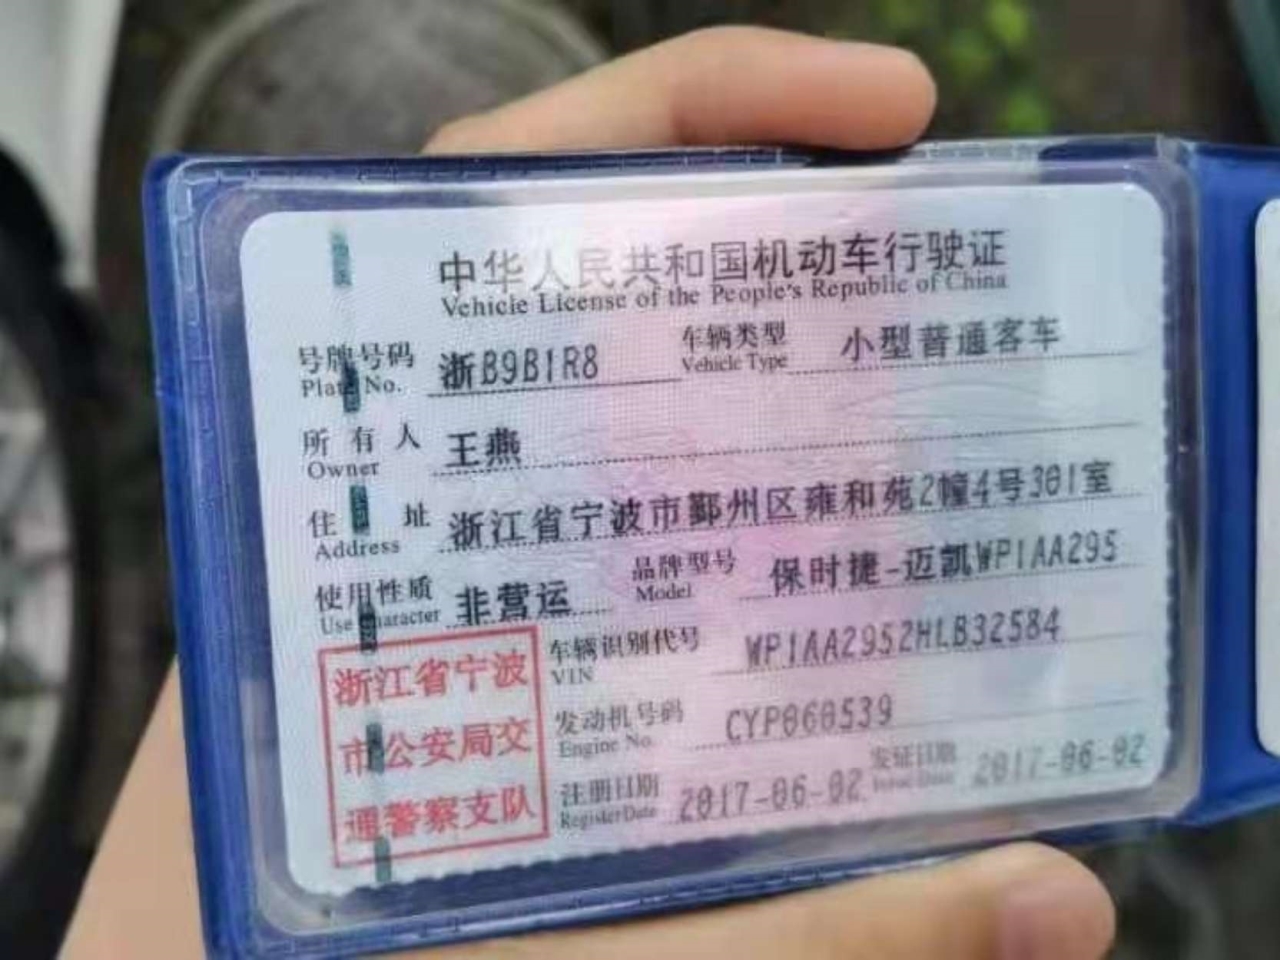 中华人民共和国机动车行驶证
Vehicle License of the People's Republic of China
号牌号码 浙B9B1R8 车辆类型 小型普通客车
Plate No. Vehicle Type
所有人 王燕
Owner
住址 浙江省宁波市鄞州区雍和苑2幢4号301室
Address
使用性质 非营运 品牌型号 保时捷-迈凯WP1AA295
Use Character Model
浙江省宁波
市公安局交
通警察支队
车辆识别代号 WP1AA2952HLB32584
VIN
发动机号码 CYP060539
Engine No.
注册日期 2017-06-02 发证日期 2017-06-02
Register Date Issue Date